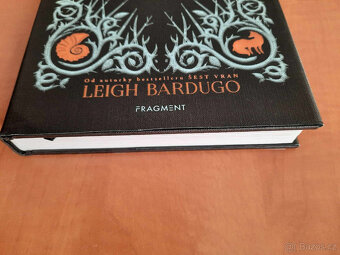 Od autorky bestselleru ŠEST VRAN
LEIGH BARDUGO
FRAGMENT